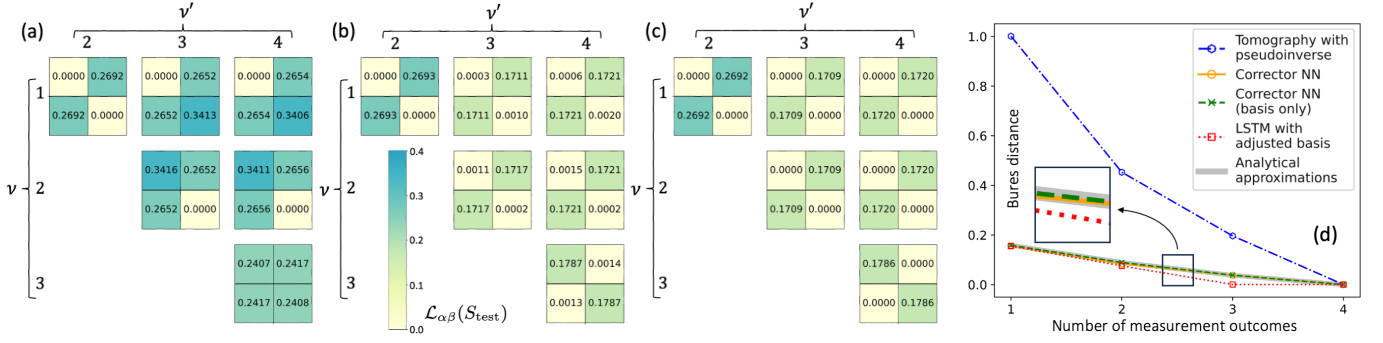 (a)
ν′
2 3 4
ν
1
2
3
0.0000 0.2692
2692 0.0000
0.0000 0.2652
0.2652 0.3413
0.0000 0.2654
0.2654 0.3406
0.3416 0.2652
0.2652 0.0000
0.3411 0.2656
0.2656 0.0000
0.2407 0.2417
0.2417 0.2408
(b)
ν′
2 3 4
ν
1
2
3
0.0000 0.2693
0.2693 0.0000
0.0003 0.1711
0.1711 0.0010
0.0006 0.1721
0.1721 0.0020
0.0011 0.1717
0.1717 0.0002
0.0015 0.1721
0.1721 0.0002
0.1787 0.0014
0.0013 0.1787
0.4
0.3
0.2
0.1
0.0
ℒαβ(Stest)
(c)
ν′
2 3 4
ν
1
2
3
0.0000 0.2692
0.2692 0.0000
0.0000 0.1709
0.1709 0.0000
0.0000 0.1720
0.1720 0.0000
0.0000 0.1709
0.1709 0.0000
0.0000 0.1720
0.1720 0.0000
0.1786 0.0000
0.0000 0.1786
1.0
0.8
0.6
0.4
0.2
0.0
Bures distance
Tomography with
pseudoinverse
Corrector NN
Corrector NN
(basis only)
LSTM with
adjusted basis
Analytical
approximations
(d)
1 2 3 4
Number of measurement outcomes